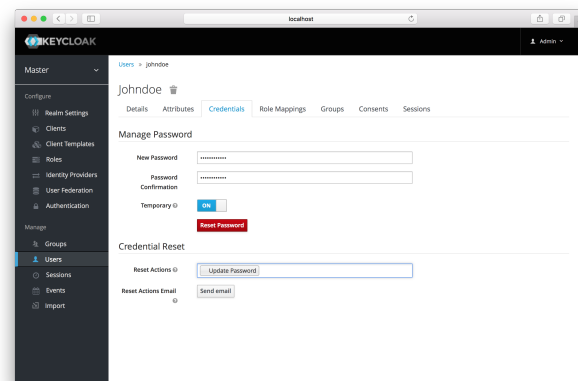 localhost
KEYCLOAK
Admin
Master
Users » johndoe
Johndoe
Details Attributes Credentials Role Mappings Groups Consents Sessions
Configure
Realm Settings
Clients
Client Templates
Roles
Identity Providers
User Federation
Authentication
Manage
Groups
Users
Sessions
Events
Import
Manage Password
New Password ••••••••••••
Password Confirmation ••••••••••••
Temporary ON
Reset Password
Credential Reset
Reset Actions Update Password
Reset Actions Email Send email